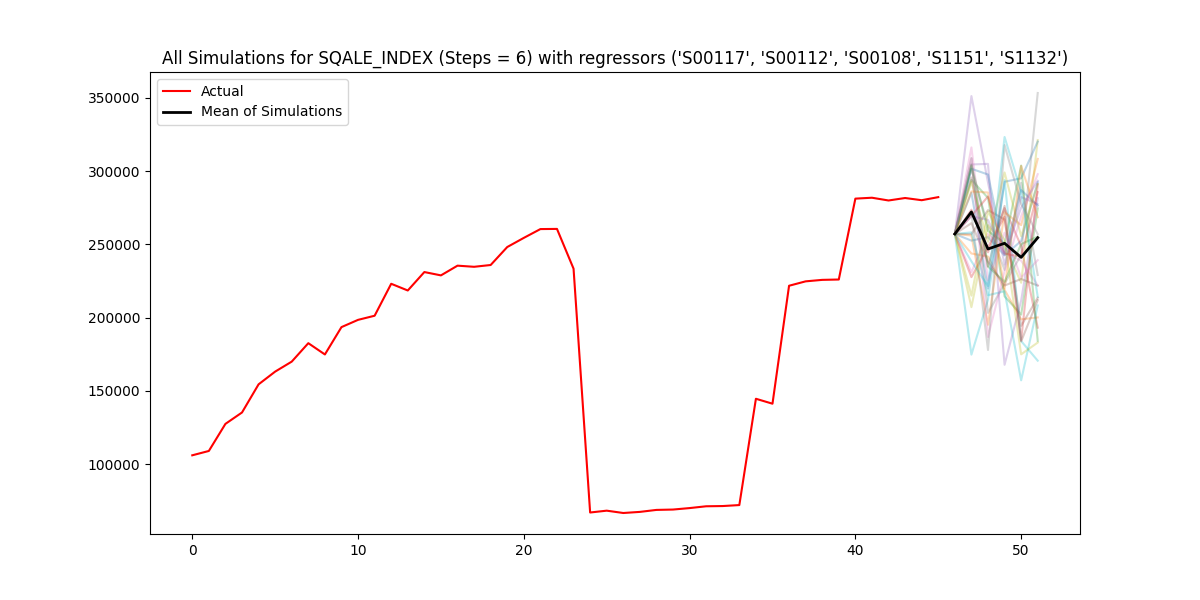 All Simulations for SQALE_INDEX (Steps = 6) with regressors ('S00117', 'S00112', 'S00108', 'S1151', 'S1132')
Actual
Mean of Simulations
350000
300000
250000
200000
150000
100000
0 10 20 30 40 50